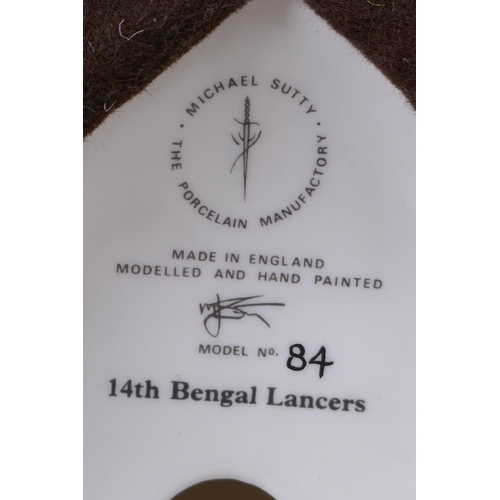 · MICHAEL SUTTY ·
THE PORCELAIN MANUFACTORY
MADE IN ENGLAND
MODELLED AND HAND PAINTED
MODEL Nº. 84
14th Bengal Lancers